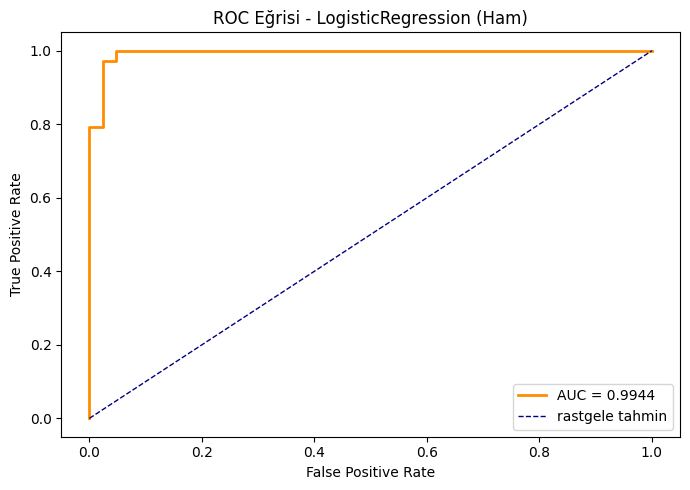 ROC Eğrisi - LogisticRegression (Ham)
True Positive Rate
1.0
0.8
0.6
0.4
0.2
0.0
0.0 0.2 0.4 0.6 0.8 1.0
False Positive Rate
AUC = 0.9944
rastgele tahmin